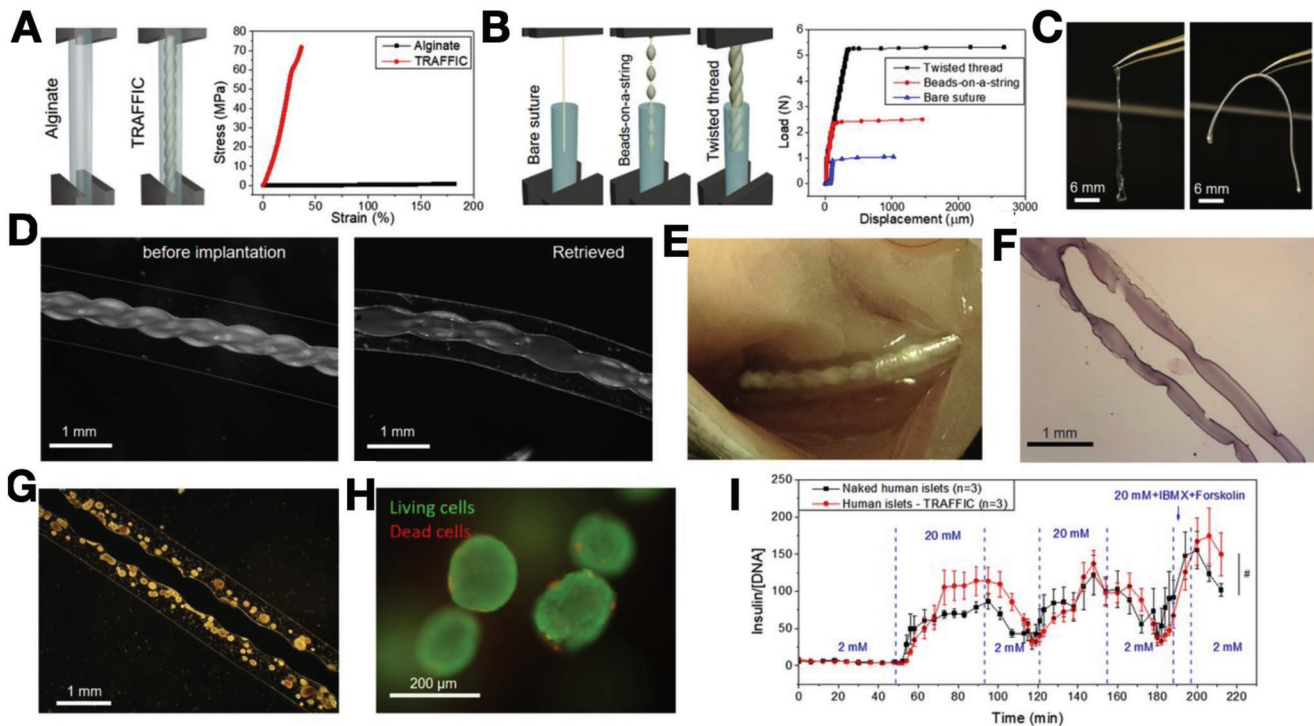 A
Alginate
TRAFFIC
Stress (MPa)
80
70
60
50
40
30
20
10
0
Alginate
TRAFFIC
0 50 100 150 200
Strain (%)
B
Bare suture
Beads-on-a-string
Twisted thread
Load (N)
6
5
4
3
2
1
0
Twisted thread
Beads-on-a-string
Bare suture
0 1000 2000 3000
Displacement (μm)
C
6 mm
6 mm
D
before implantation
1 mm
Retrieved
1 mm
E
F
1 mm
G
1 mm
H
Living cells
Dead cells
200 μm
I
Insulin/[DNA]
250
200
150
100
50
0
Naked human islets (n=3)
Human islets - TRAFFIC (n=3)
20 mM+IBMX+Forskolin
20 mM
20 mM
#
2 mM
2 mM
2 mM
2 mM
0 20 40 60 80 100 120 140 160 180 200 220
Time (min)